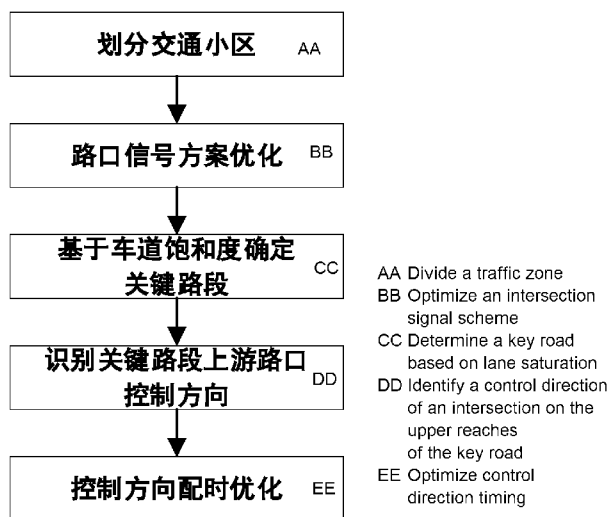 划分交通小区 AA
路口信号方案优化 BB
基于车道饱和度确定
关键路段 CC
识别关键路段上游路口
控制方向 DD
控制方向配时优化 EE
AA Divide a traffic zone
BB Optimize an intersection
signal scheme
CC Determine a key road
based on lane saturation
DD Identify a control direction
of an intersection on the
upper reaches
of the key road
EE Optimize control
direction timing